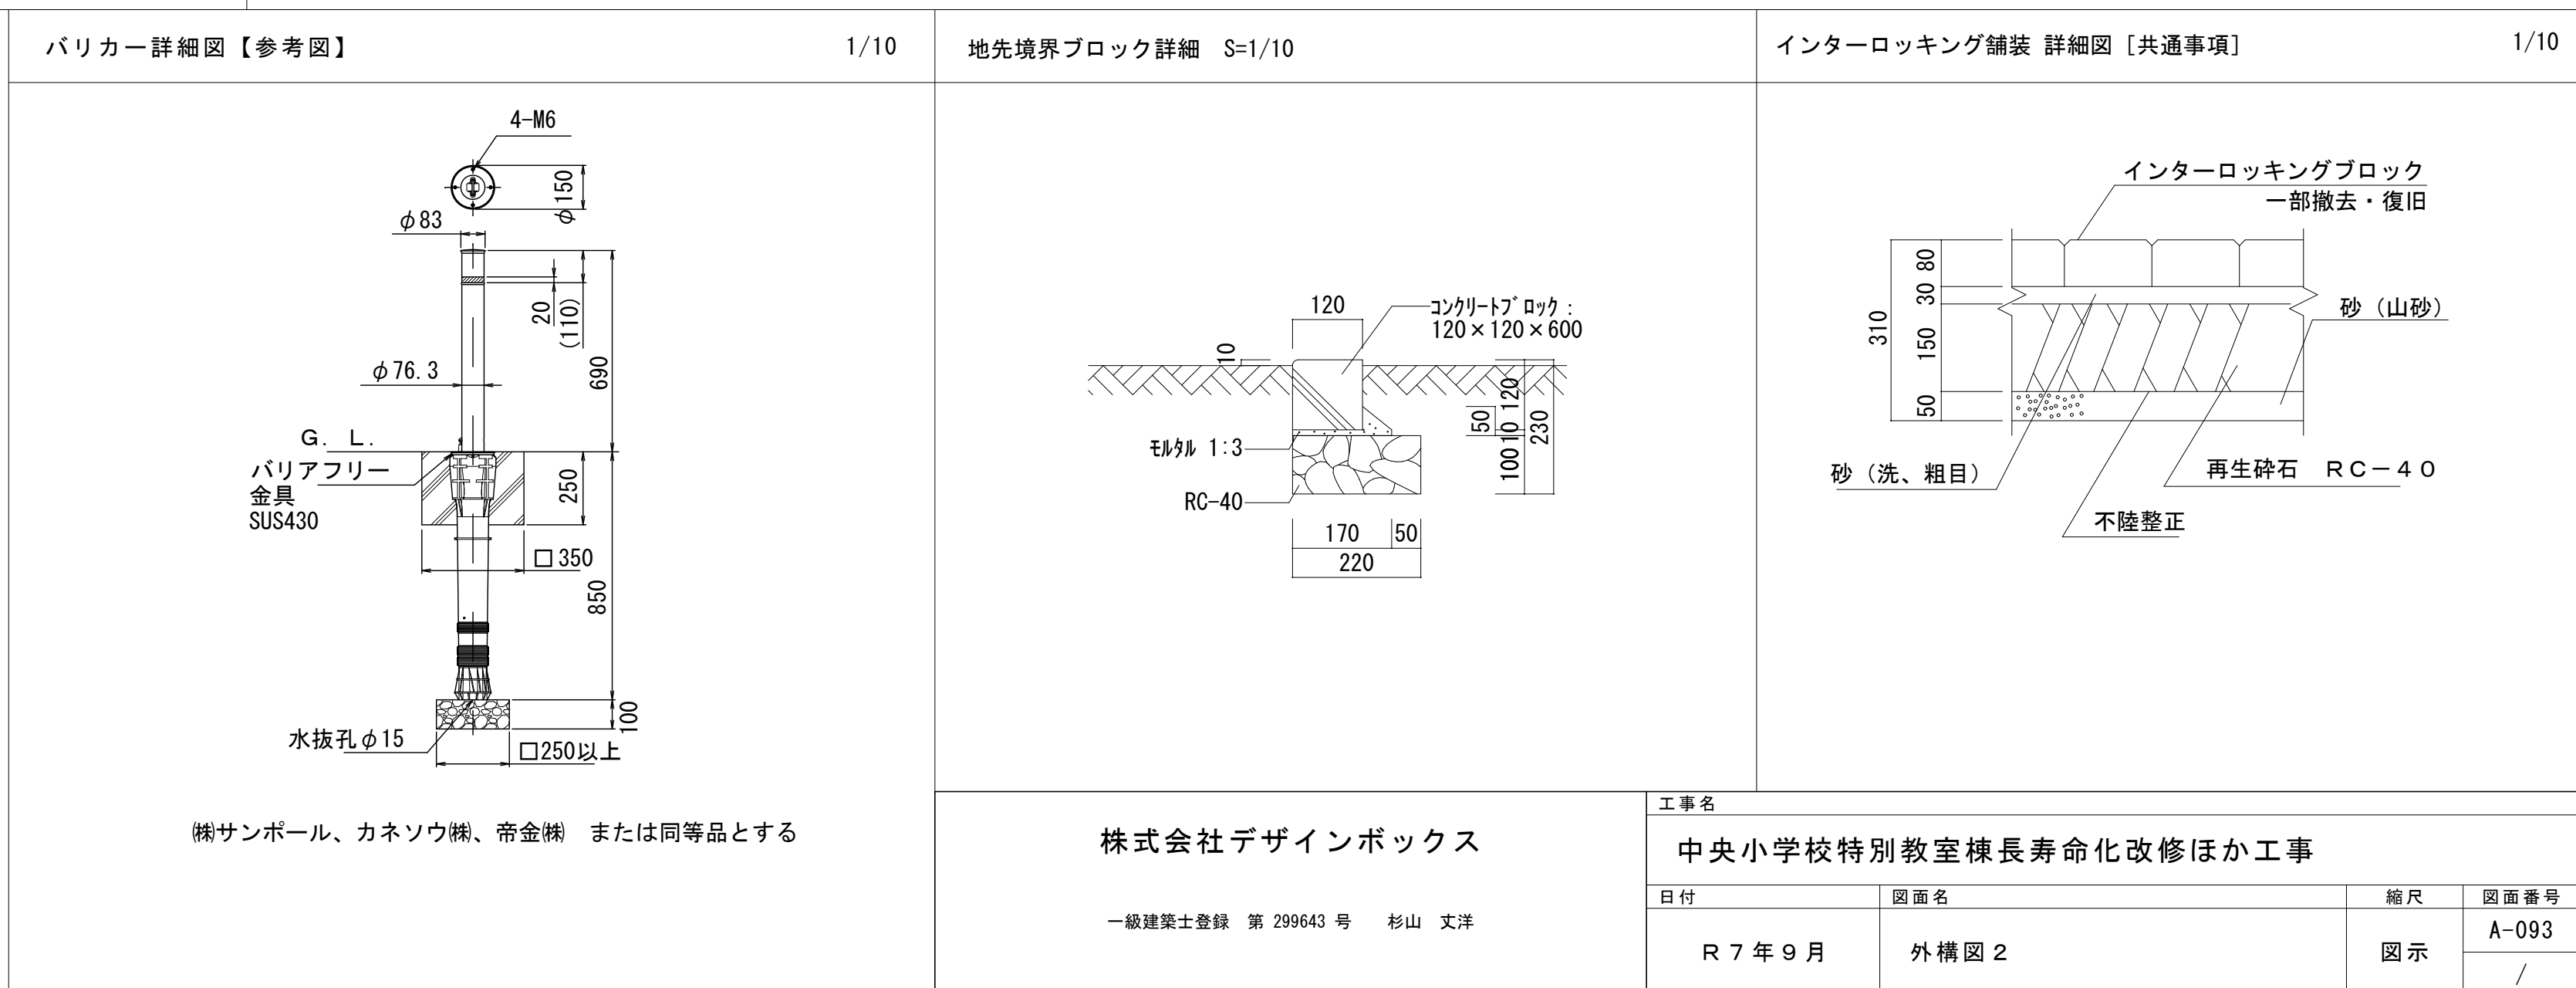 バリカー詳細図【参考図】 1/10
4-M6
φ150
φ83
20
(110)
690
φ76.3
G. L.
バリアフリー
金具
SUS430
250
□350
850
100
水抜孔φ15
□250以上
㈱サンポール、カネソウ㈱、帝金㈱　または同等品とする
地先境界ブロック詳細　S=1/10
120
コンクリートブロック：
120×120×600
10
120
50
10
230
100
モルタル 1:3
RC-40
170
50
220
インターロッキング舗装 詳細図［共通事項］ 1/10
インターロッキングブロック
一部撤去・復旧
80
30
310
150
50
砂（山砂）
砂（洗、粗目）
再生砕石　ＲＣ－４０
不陸整正
株式会社デザインボックス
一級建築士登録　第 299643 号　　杉山　丈洋
工事名
中央小学校特別教室棟長寿命化改修ほか工事
日付 図面名 縮尺 図面番号
Ｒ７年９月 外構図２ 図示 A-093
/